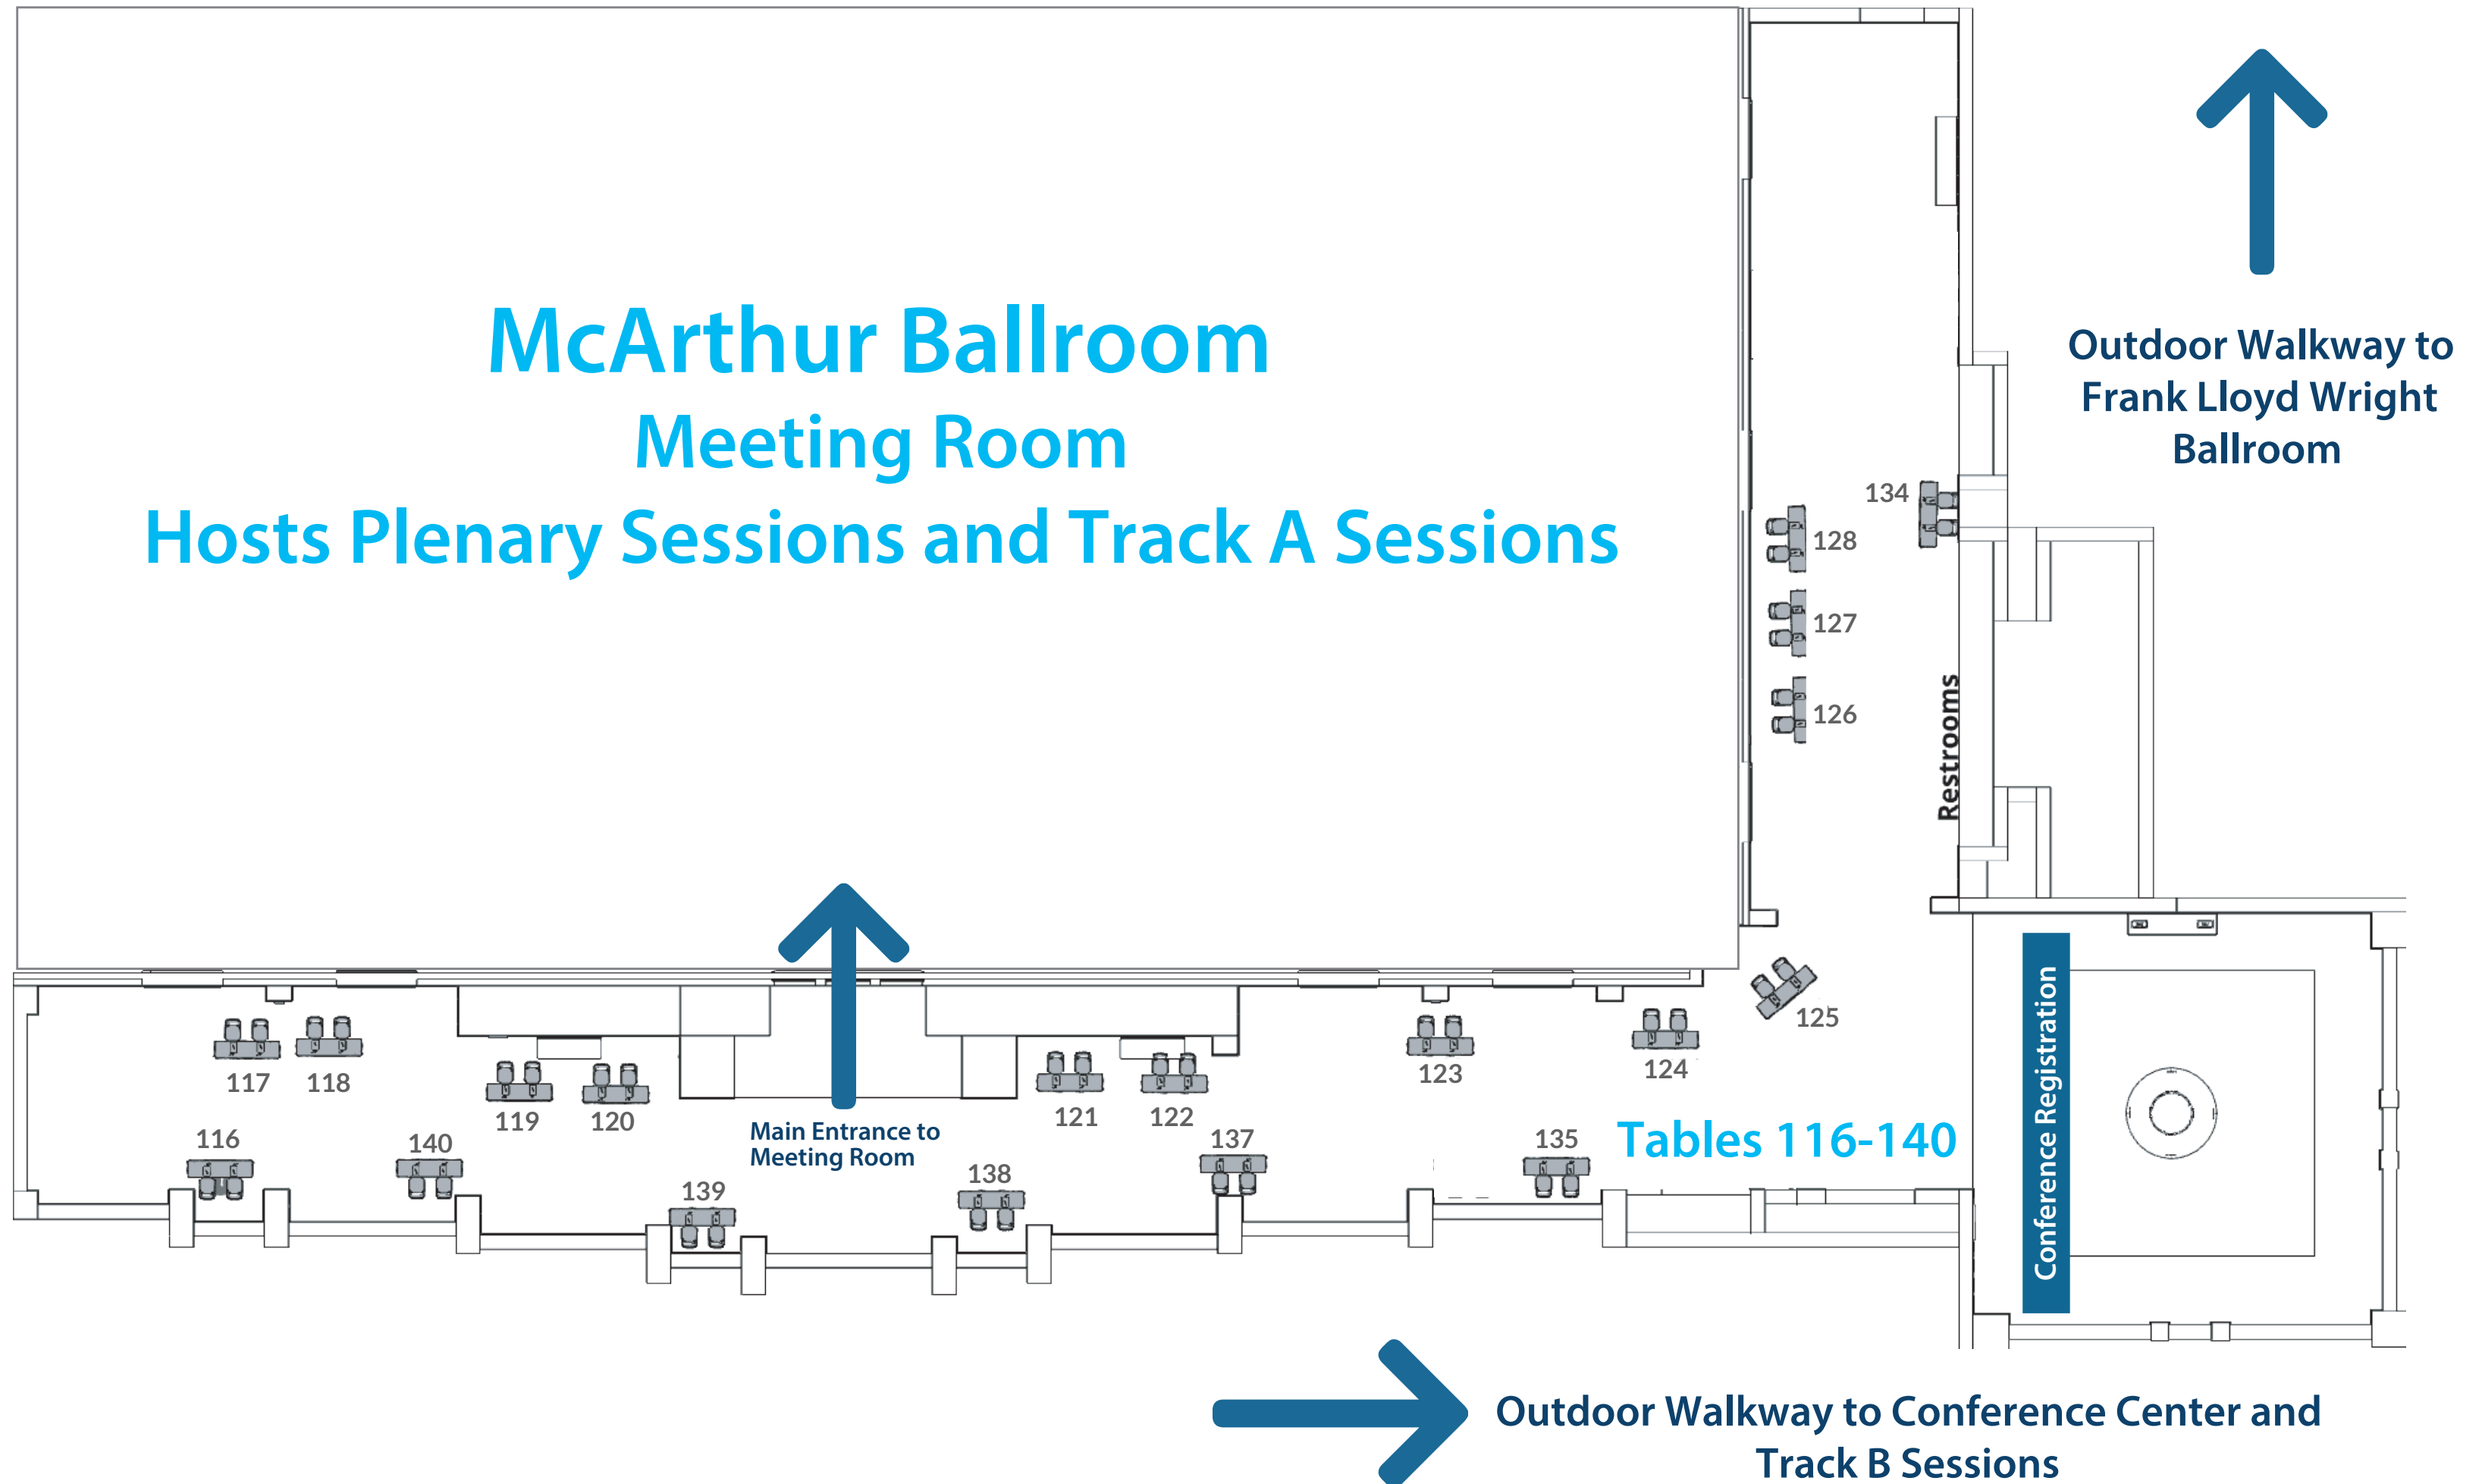 McArthur Ballroom
Meeting Room
Hosts Plenary Sessions and Track A Sessions
Outdoor Walkway to
Frank Lloyd Wright
Ballroom
134
128
127
126
Restrooms
125
117
118
119
120
121
122
123
124
Main Entrance to
Meeting Room
116
140
139
138
137
135
Tables 116-140
Conference Registration
Outdoor Walkway to Conference Center and
Track B Sessions